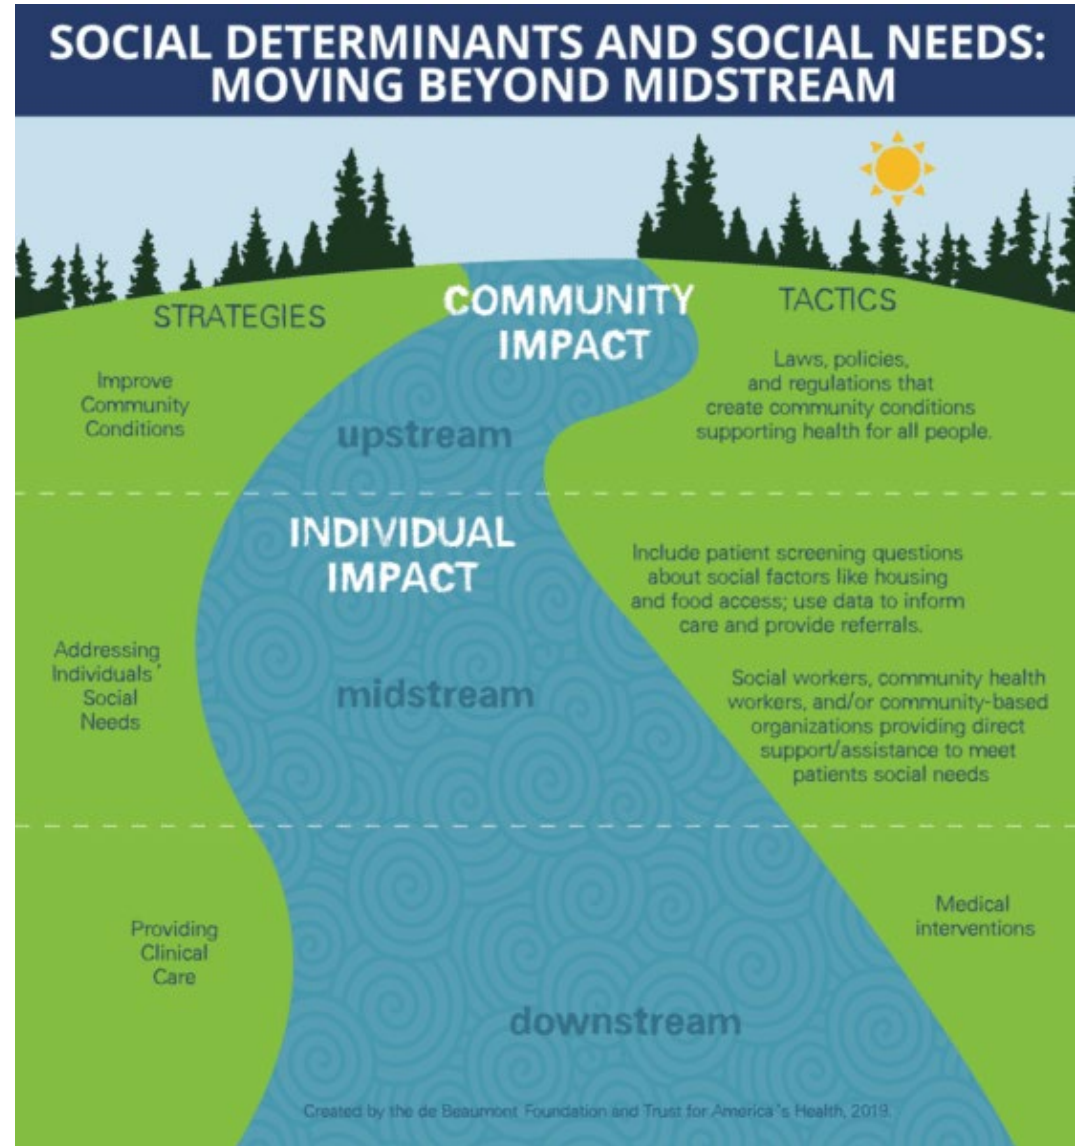 SOCIAL DETERMINANTS AND SOCIAL NEEDS:
MOVING BEYOND MIDSTREAM
STRATEGIES
COMMUNITY
IMPACT
TACTICS
Improve
Community
Conditions
upstream
Laws, policies,
and regulations that
create community conditions
supporting health for all people.
INDIVIDUAL
IMPACT
Addressing
Individuals'
Social
Needs
midstream
Include patient screening questions
about social factors like housing
and food access; use data to inform
care and provide referrals.
Social workers, community health
workers, and/or community-based
organizations providing direct
support/assistance to meet
patients social needs
Providing
Clinical
Care
downstream
Medical
interventions
Created by the de Beaumont Foundation and Trust for America's Health, 2019.